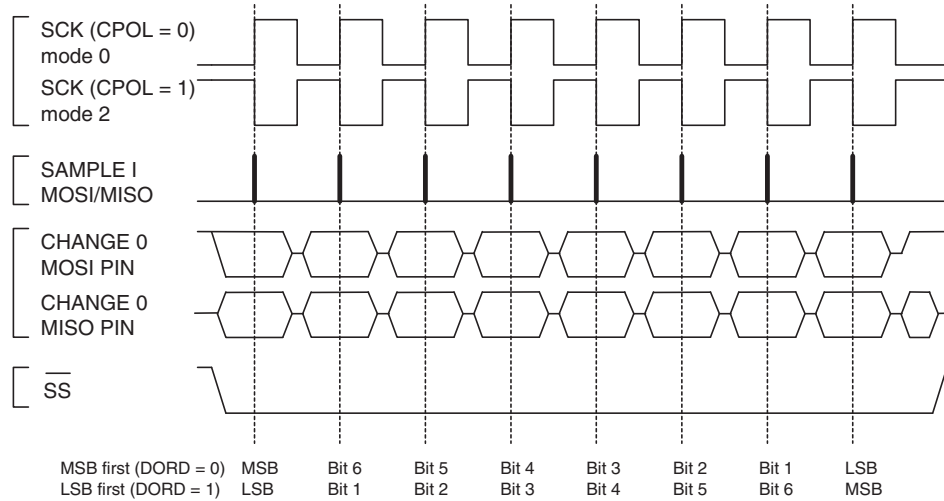 SCK (CPOL = 0)
mode 0
SCK (CPOL = 1)
mode 2
SAMPLE I
MOSI/MISO
CHANGE 0
MOSI PIN
CHANGE 0
MISO PIN
SS
MSB first (DORD = 0) MSB Bit 6 Bit 5 Bit 4 Bit 3 Bit 2 Bit 1 LSB
LSB first (DORD = 1) LSB Bit 1 Bit 2 Bit 3 Bit 4 Bit 5 Bit 6 MSB